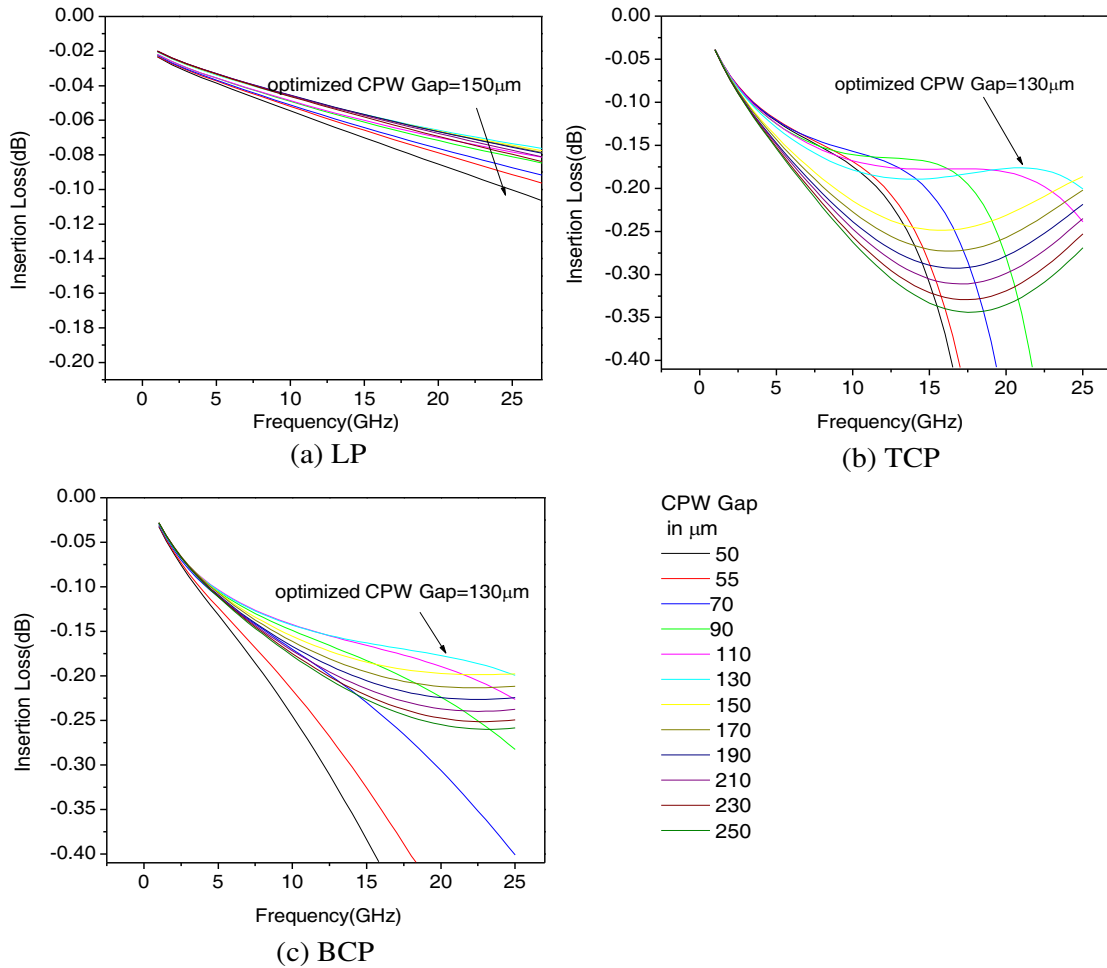 0.00
-0.02
-0.04
-0.06
-0.08
-0.10
-0.12
-0.14
-0.16
-0.18
-0.20
Insertion Loss(dB)
optimized CPW Gap=150μm
0 5 10 15 20 25
Frequency(GHz)
(a) LP
0.00
-0.05
-0.10
-0.15
-0.20
-0.25
-0.30
-0.35
-0.40
Insertion Loss(dB)
optimized CPW Gap=130μm
0 5 10 15 20 25
Frequency(GHz)
(b) TCP
0.00
-0.05
-0.10
-0.15
-0.20
-0.25
-0.30
-0.35
-0.40
Insertion Loss(dB)
optimized CPW Gap=130μm
0 5 10 15 20 25
Frequency(GHz)
(c) BCP
CPW Gap
in μm
50
55
70
90
110
130
150
170
190
210
230
250